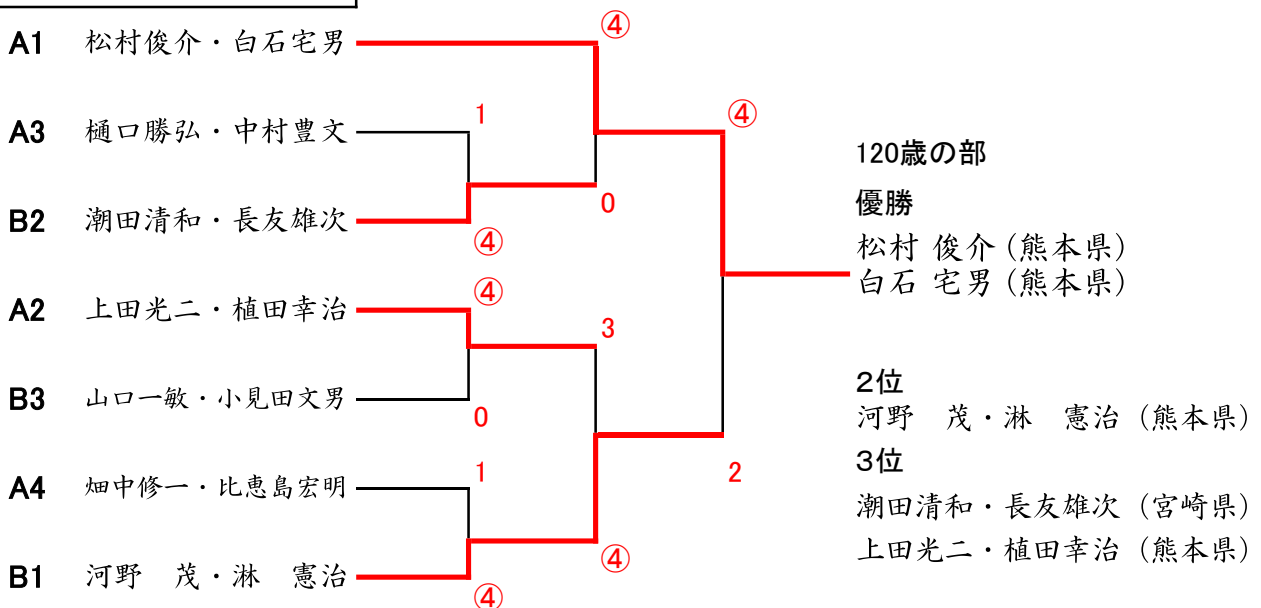 ④
A1 松村俊介・白石宅男
1
④
A3 樋口勝弘・中村豊文
120歳の部
優勝
0
B2 潮田清和・長友雄次
④
松村 俊介（熊本県）
白石 宅男（熊本県）
④
A2 上田光二・植田幸治
3
2位
B3 山口一敏・小見田文男
0
河野　茂・淋　憲治（熊本県）
3位
1
2
A4 畑中修一・比恵島宏明
潮田清和・長友雄次（宮崎県）
上田光二・植田幸治（熊本県）
④
B1 河野　茂・淋　憲治
④